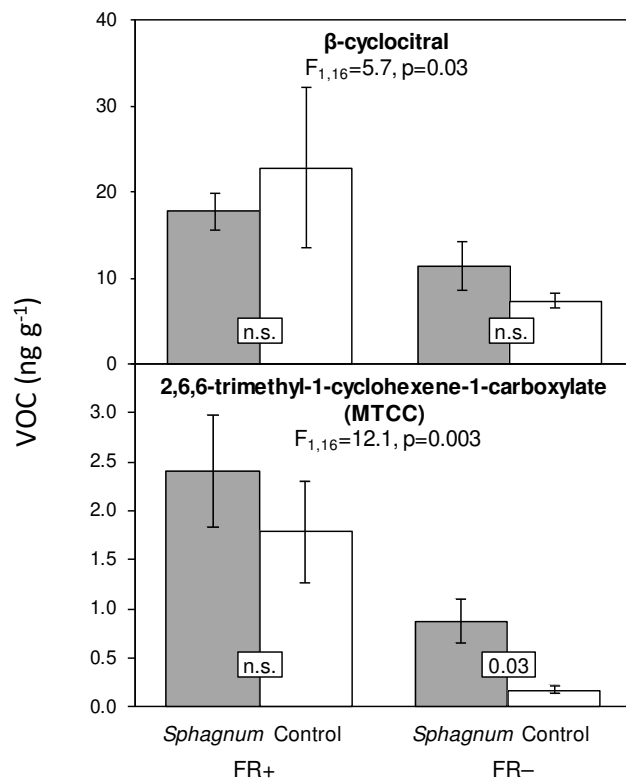 VOC (ng g⁻¹)
40
30
20
10
0
β-cyclocitral
F₁,₁₆=5.7, p=0.03
n.s.
n.s.
3.0
2.5
2.0
1.5
1.0
0.5
0.0
2,6,6-trimethyl-1-cyclohexene-1-carboxylate
(MTCC)
F₁,₁₆=12.1, p=0.003
n.s.
0.03
Sphagnum Control
Sphagnum Control
FR+
FR–